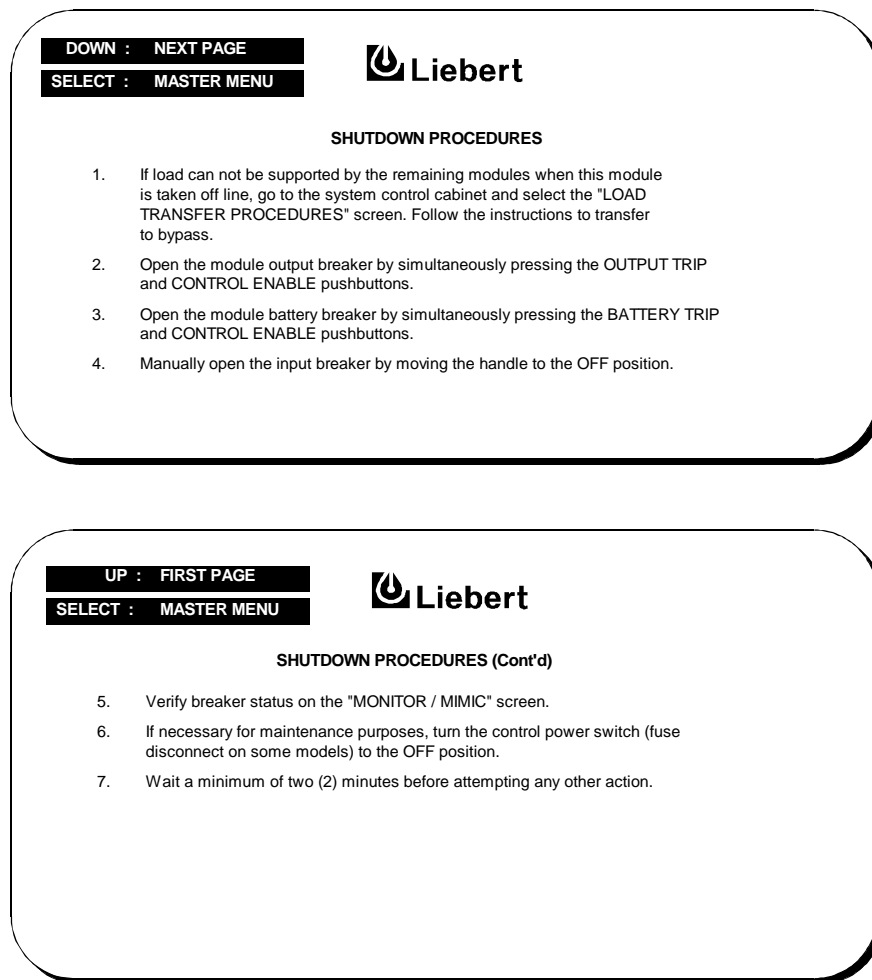 DOWN : NEXT PAGE
SELECT : MASTER MENU
Liebert
SHUTDOWN PROCEDURES
1. If load can not be supported by the remaining modules when this module
is taken off line, go to the system control cabinet and select the "LOAD
TRANSFER PROCEDURES" screen. Follow the instructions to transfer
to bypass.
2. Open the module output breaker by simultaneously pressing the OUTPUT TRIP
and CONTROL ENABLE pushbuttons.
3. Open the module battery breaker by simultaneously pressing the BATTERY TRIP
and CONTROL ENABLE pushbuttons.
4. Manually open the input breaker by moving the handle to the OFF position.
UP : FIRST PAGE
SELECT : MASTER MENU
Liebert
SHUTDOWN PROCEDURES (Cont'd)
5. Verify breaker status on the "MONITOR / MIMIC" screen.
6. If necessary for maintenance purposes, turn the control power switch (fuse
disconnect on some models) to the OFF position.
7. Wait a minimum of two (2) minutes before attempting any other action.